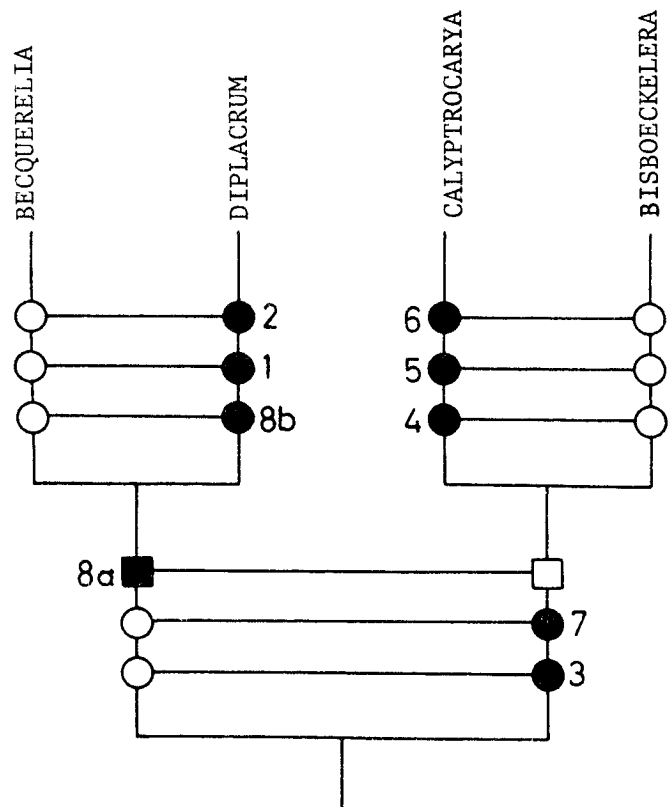 BECQUERELIA
DIPLACRUM
CALYPTROCARYA
BISBOECKELERA
2
6
1
5
8b
4
8a
7
3